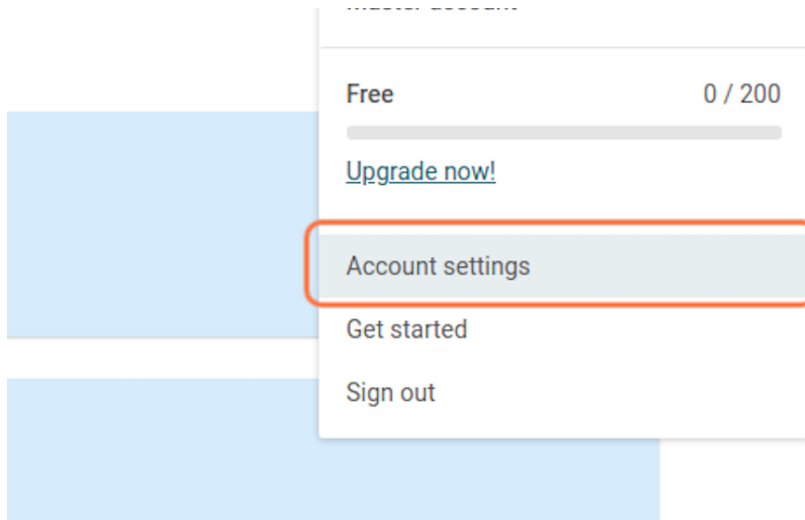 Free 0 / 200
Upgrade now!
Account settings
Get started
Sign out